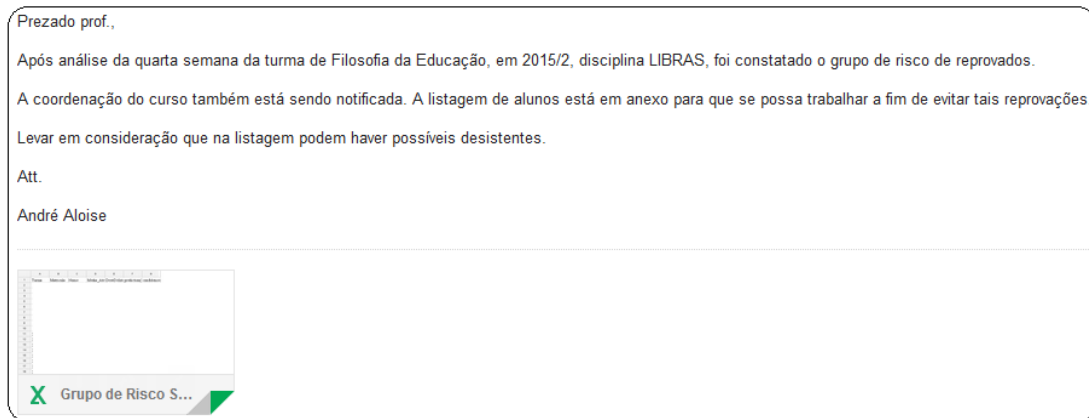 Prezado prof.,
Após análise da quarta semana da turma de Filosofia da Educação, em 2015/2, disciplina LIBRAS, foi constatado o grupo de risco de reprovados.
A coordenação do curso também está sendo notificada. A listagem de alunos está em anexo para que se possa trabalhar a fim de evitar tais reprovações
Levar em consideração que na listagem podem haver possíveis desistentes.
Att.
André Aloise
Grupo de Risco S...